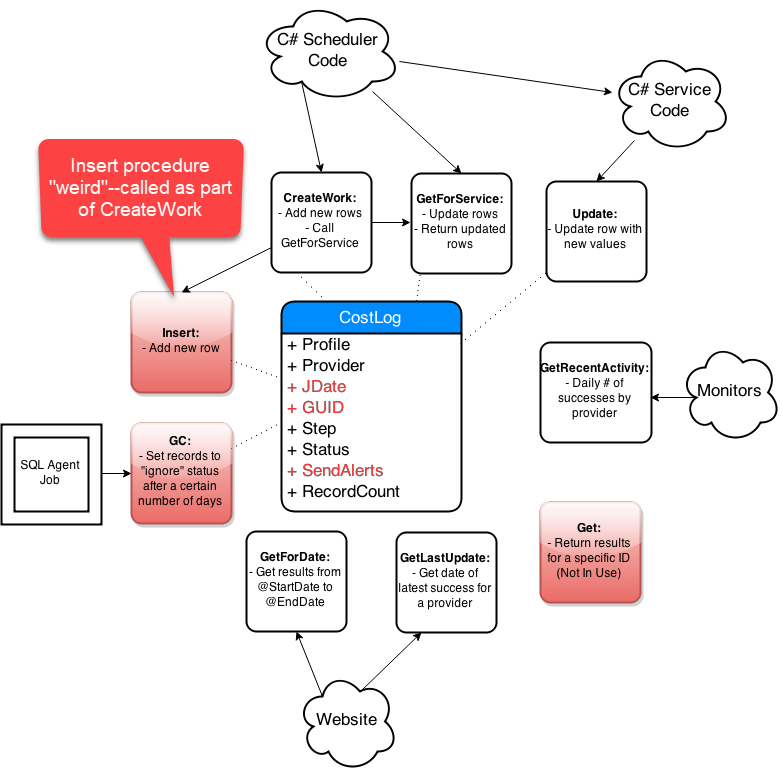 C# Scheduler
Code
C# Service
Code
Insert procedure
"weird"--called as part
of CreateWork
CreateWork:
- Add new rows
- Call
GetForService
GetForService:
- Update rows
- Return updated
rows
Update:
- Update row with
new values
Insert:
- Add new row
CostLog
+ Profile
+ Provider
+ JDate
+ GUID
+ Step
+ Status
+ SendAlerts
+ RecordCount
GetRecentActivity:
- Daily # of
successes by
provider
Monitors
SQL Agent
Job
GC:
- Set records to
"ignore" status
after a certain
number of days
Get:
- Return results
for a specific ID
(Not In Use)
GetForDate:
- Get results from
@StartDate to
@EndDate
GetLastUpdate:
- Get date of
latest success for
a provider
Website